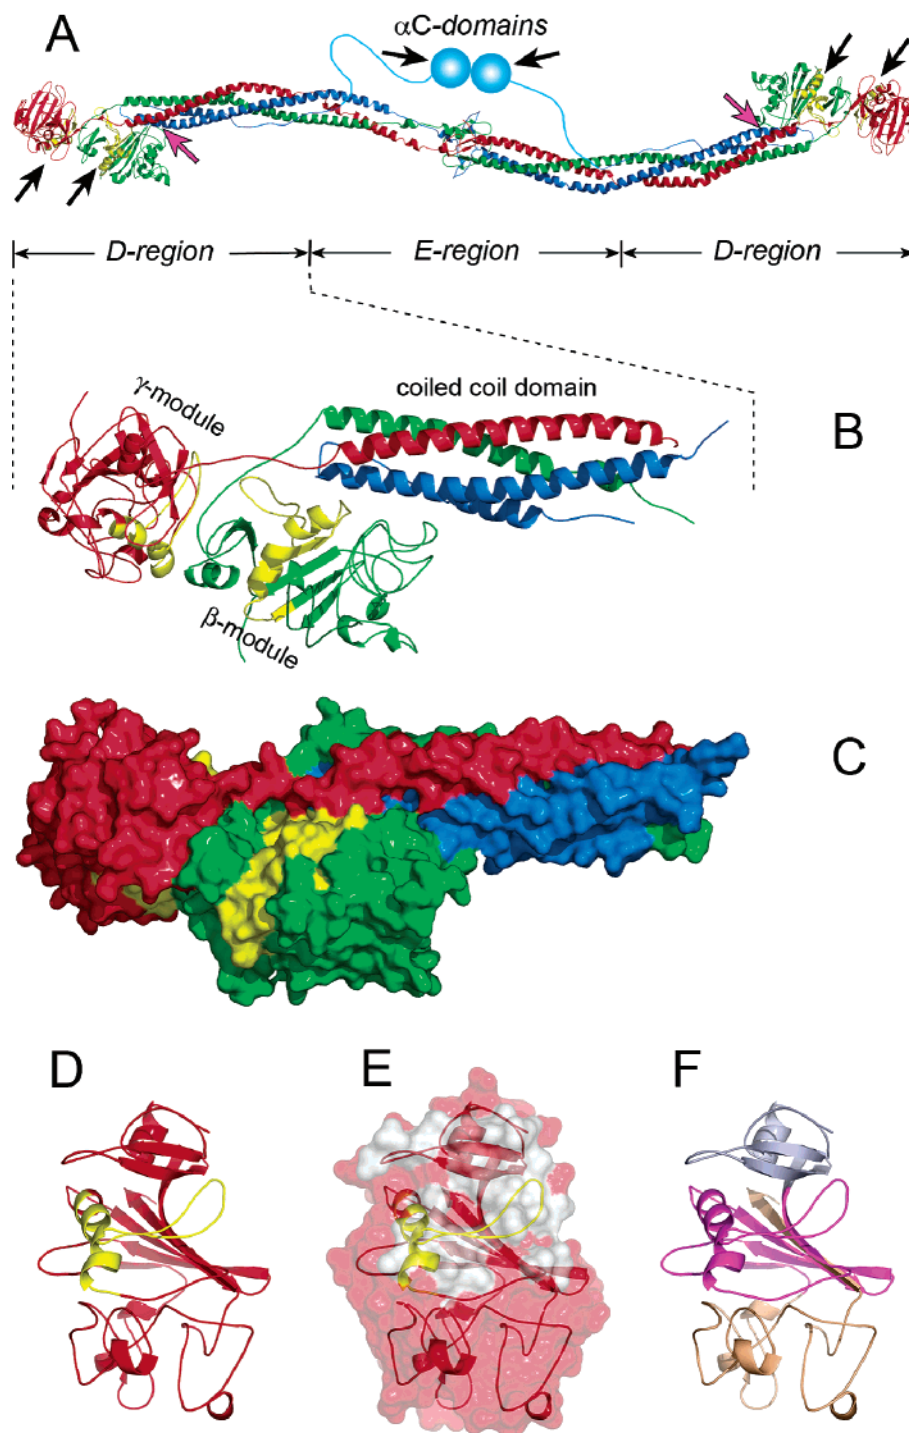 A
αC-domains
D-region
E-region
D-region
γ-module
coiled coil domain
B
β-module
C
D
E
F